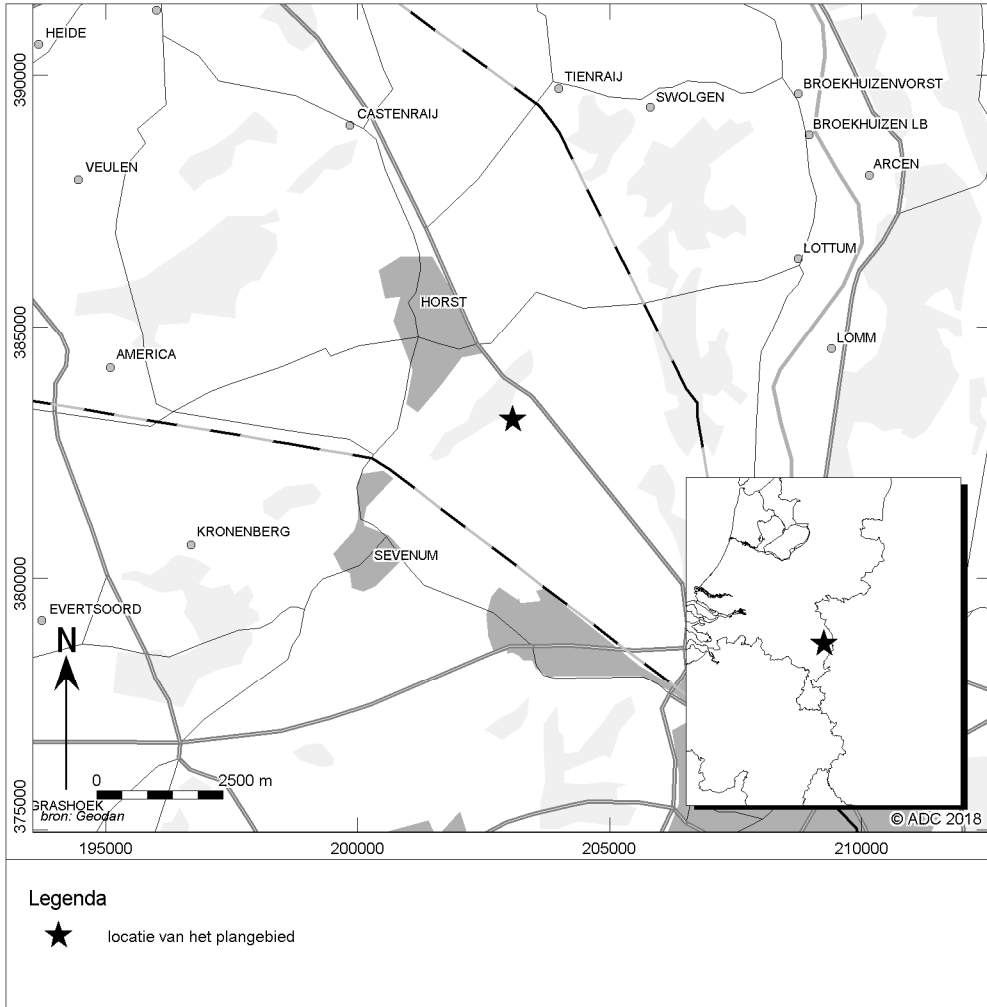 HEIDE
390000
TIENRAIJ
BROEKHUIZENVORST
SWOLGEN
CASTENRAIJ
BROEKHUIZEN LB
VEULEN
ARCEN
LOTTUM
HORST
385000
LOMM
AMERICA
KRONENBERG
SEVENUM
380000
EVERTSOORD
N
0 2500 m
375000
GRASHOEK
bron: Geodan
© ADC 2018
195000 200000 205000 210000
Legenda
locatie van het plangebied